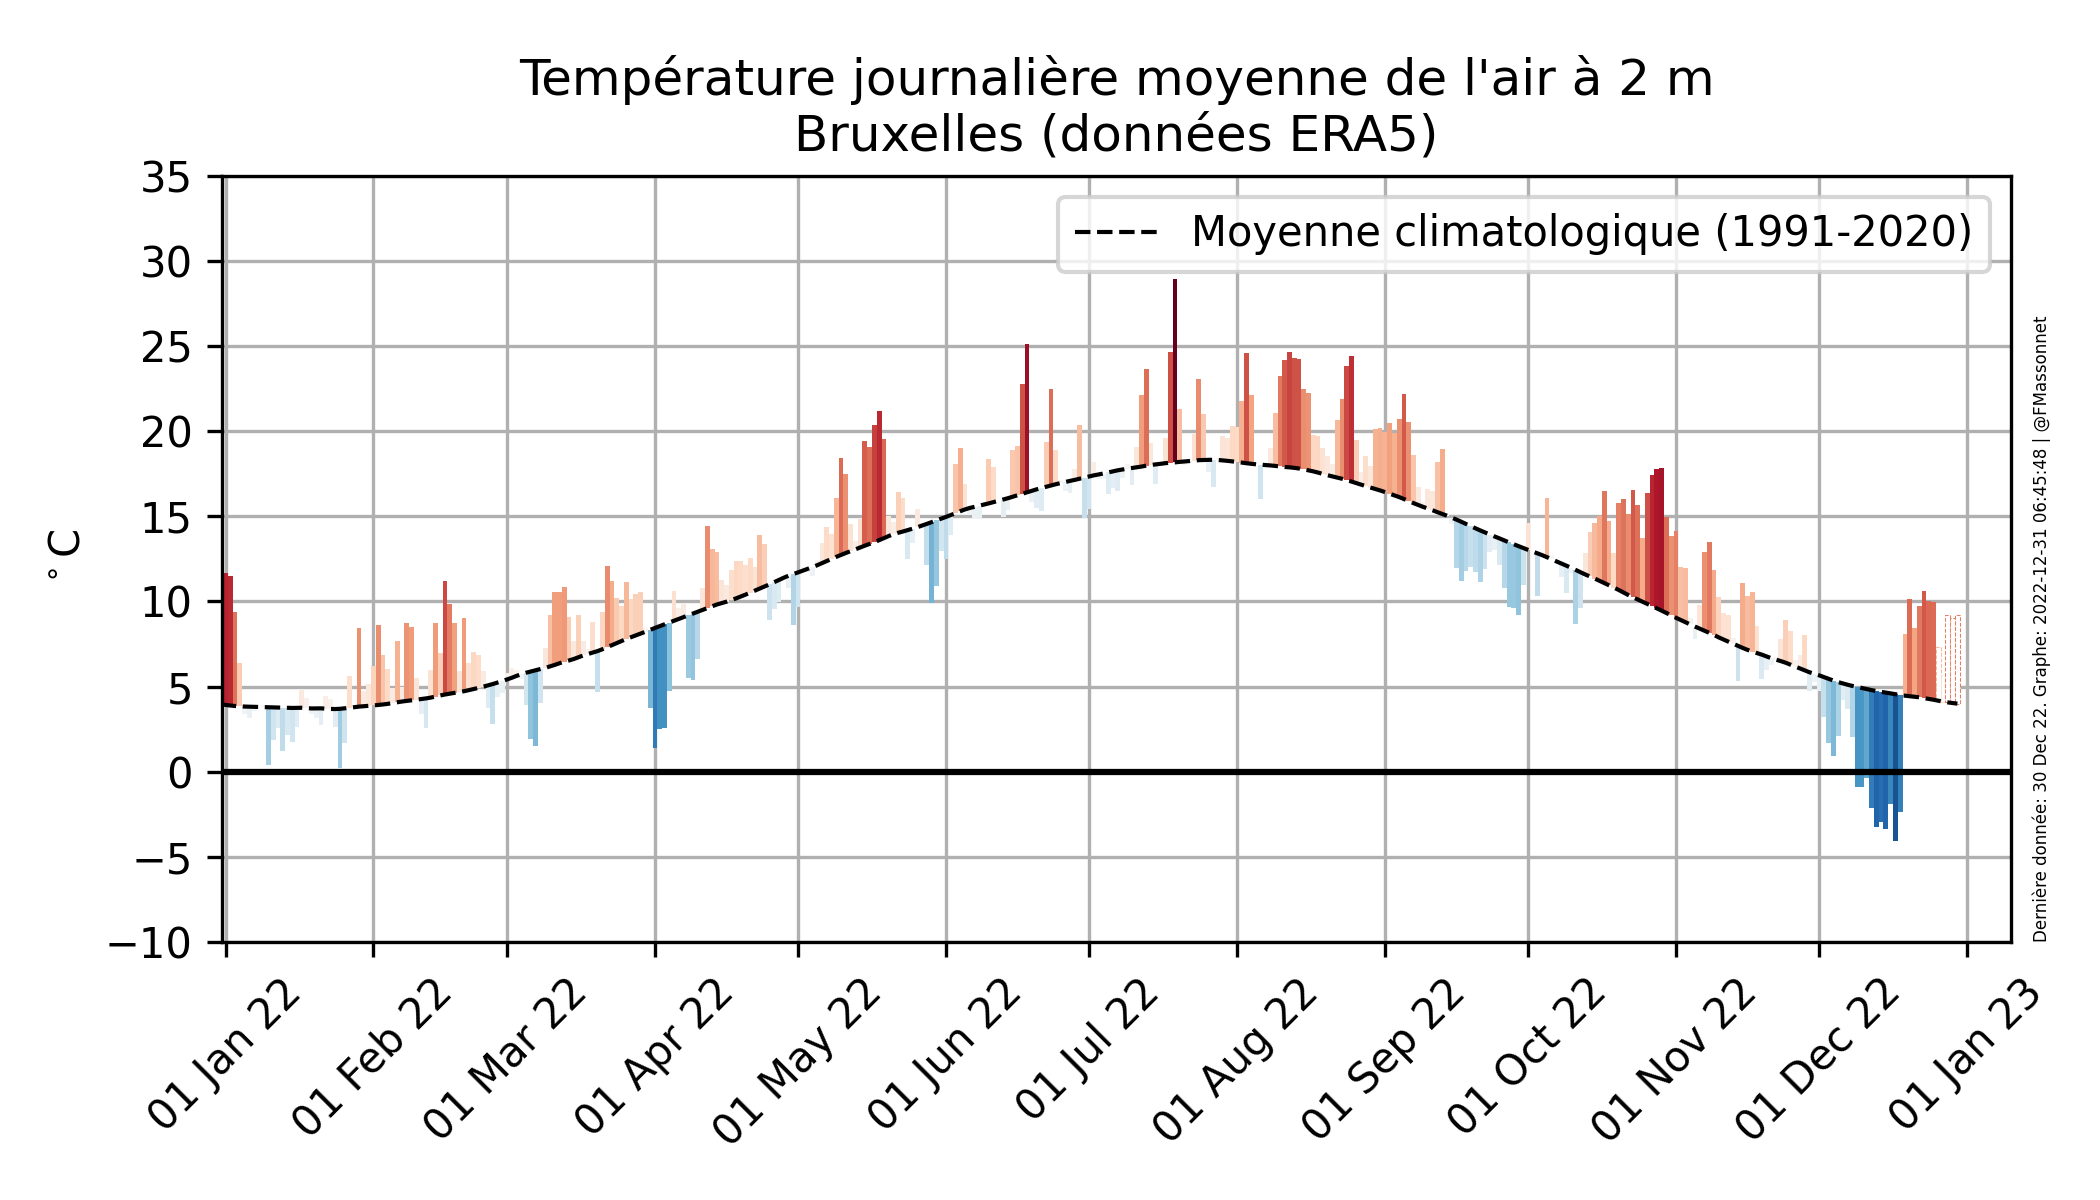 Température journalière moyenne de l'air à 2 m
Bruxelles (données ERA5)
35
30
25
20
15
10
5
0
−5
−10
° C
Moyenne climatologique (1991-2020)
01 Jan 22
01 Feb 22
01 Mar 22
01 Apr 22
01 May 22
01 Jun 22
01 Jul 22
01 Aug 22
01 Sep 22
01 Oct 22
01 Nov 22
01 Dec 22
01 Jan 23
Dernière donnée: 30 Dec 22. Graphe: 2022-12-31 06:45:48 | @FMassonnet